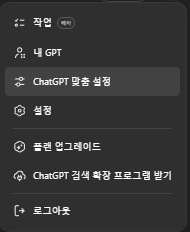 작업 베타
내 GPT
ChatGPT 맞춤 설정
설정
플랜 업그레이드
ChatGPT 검색 확장 프로그램 받기
로그아웃